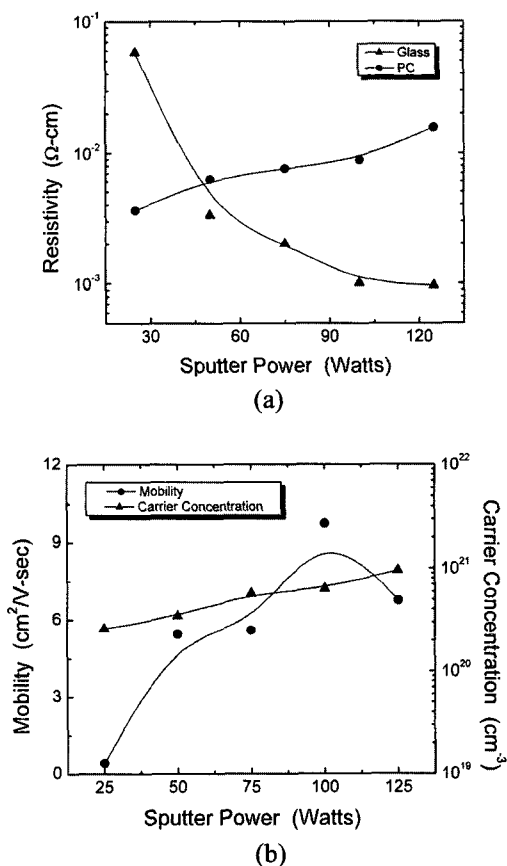 10⁻¹
Glass
PC
10⁻²
Resistivity (Ω-cm)
10⁻³
30 60 90 120
Sputter Power (Watts)
(a)
12 10²²
Mobility
Carrier Concentration
9
10²¹
Mobility (cm²/V-sec)
Carrier Concentration (cm⁻³)
6
10²⁰
3
0 10¹⁹
25 50 75 100 125
Sputter Power (Watts)
(b)